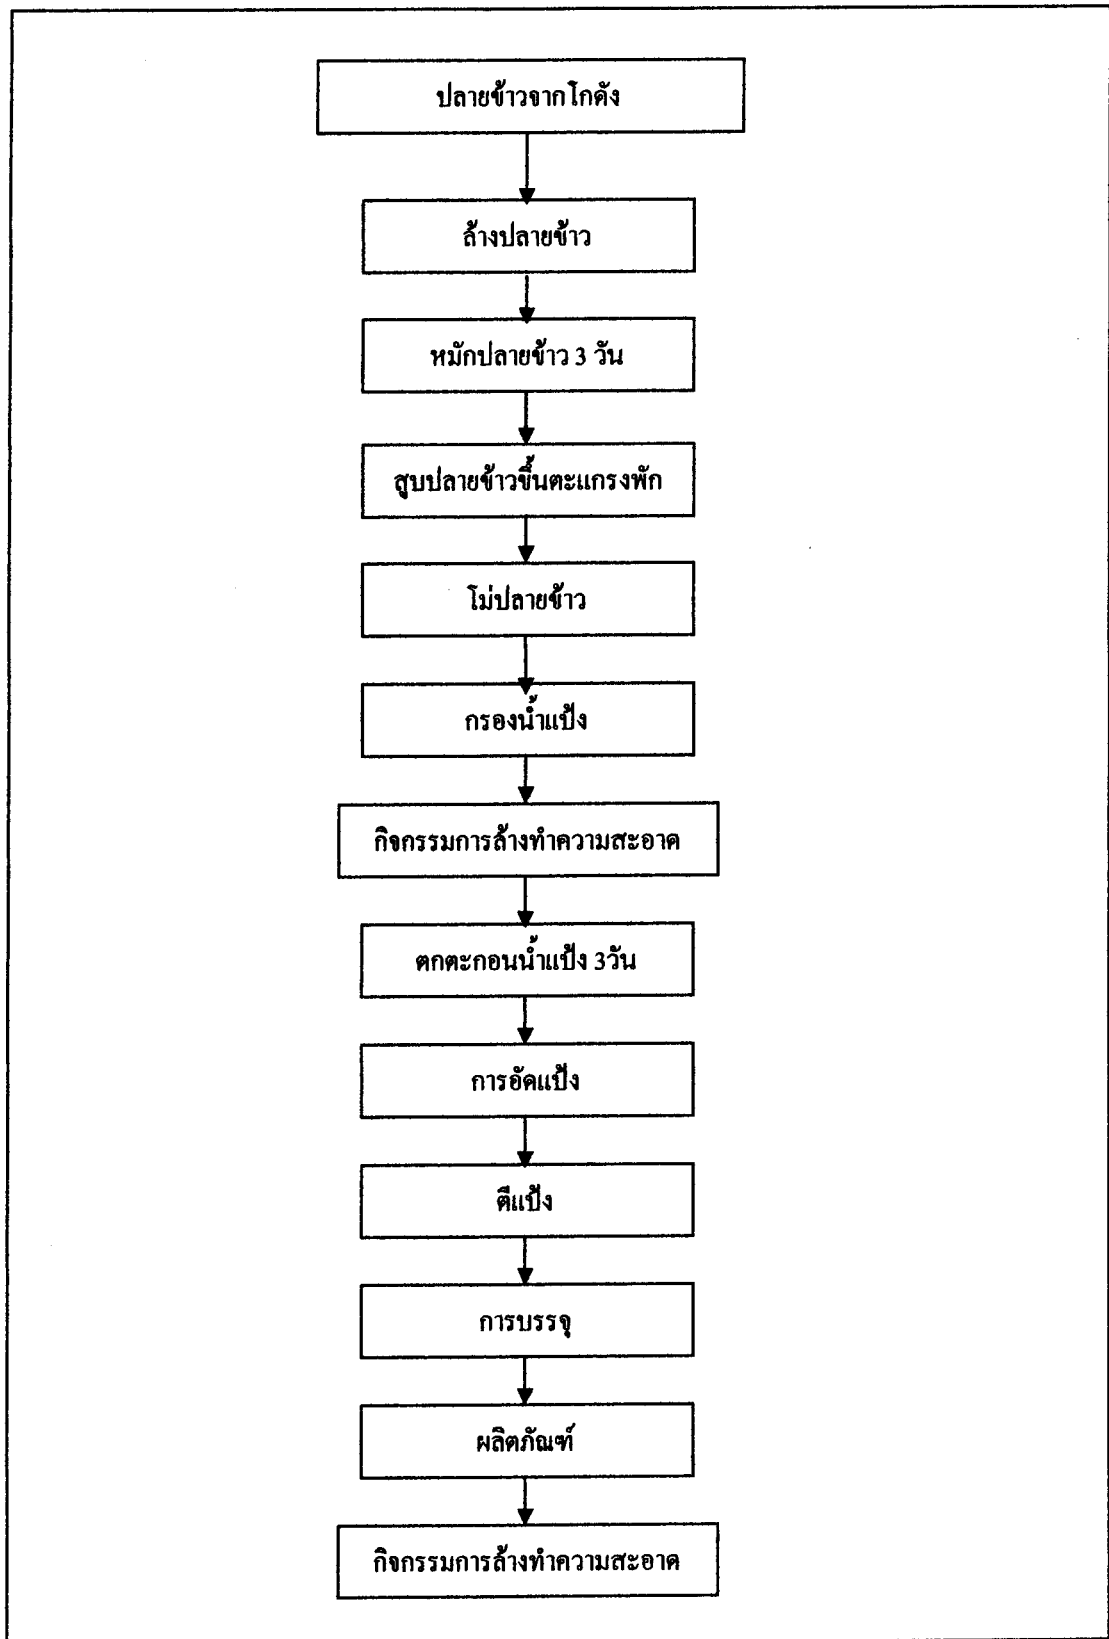 ปลายข้าวจากโกดัง
ล้างปลายข้าว
หมักปลายข้าว 3 วัน
สูบปลายข้าวขึ้นตะแกรงพัก
โม่ปลายข้าว
กรองน้ำแป้ง
กิจกรรมการล้างทำความสะอาด
ตกตะกอนน้ำแป้ง 3วัน
การอัดแป้ง
ตีแป้ง
การบรรจุ
ผลิตภัณฑ์
กิจกรรมการล้างทำความสะอาด